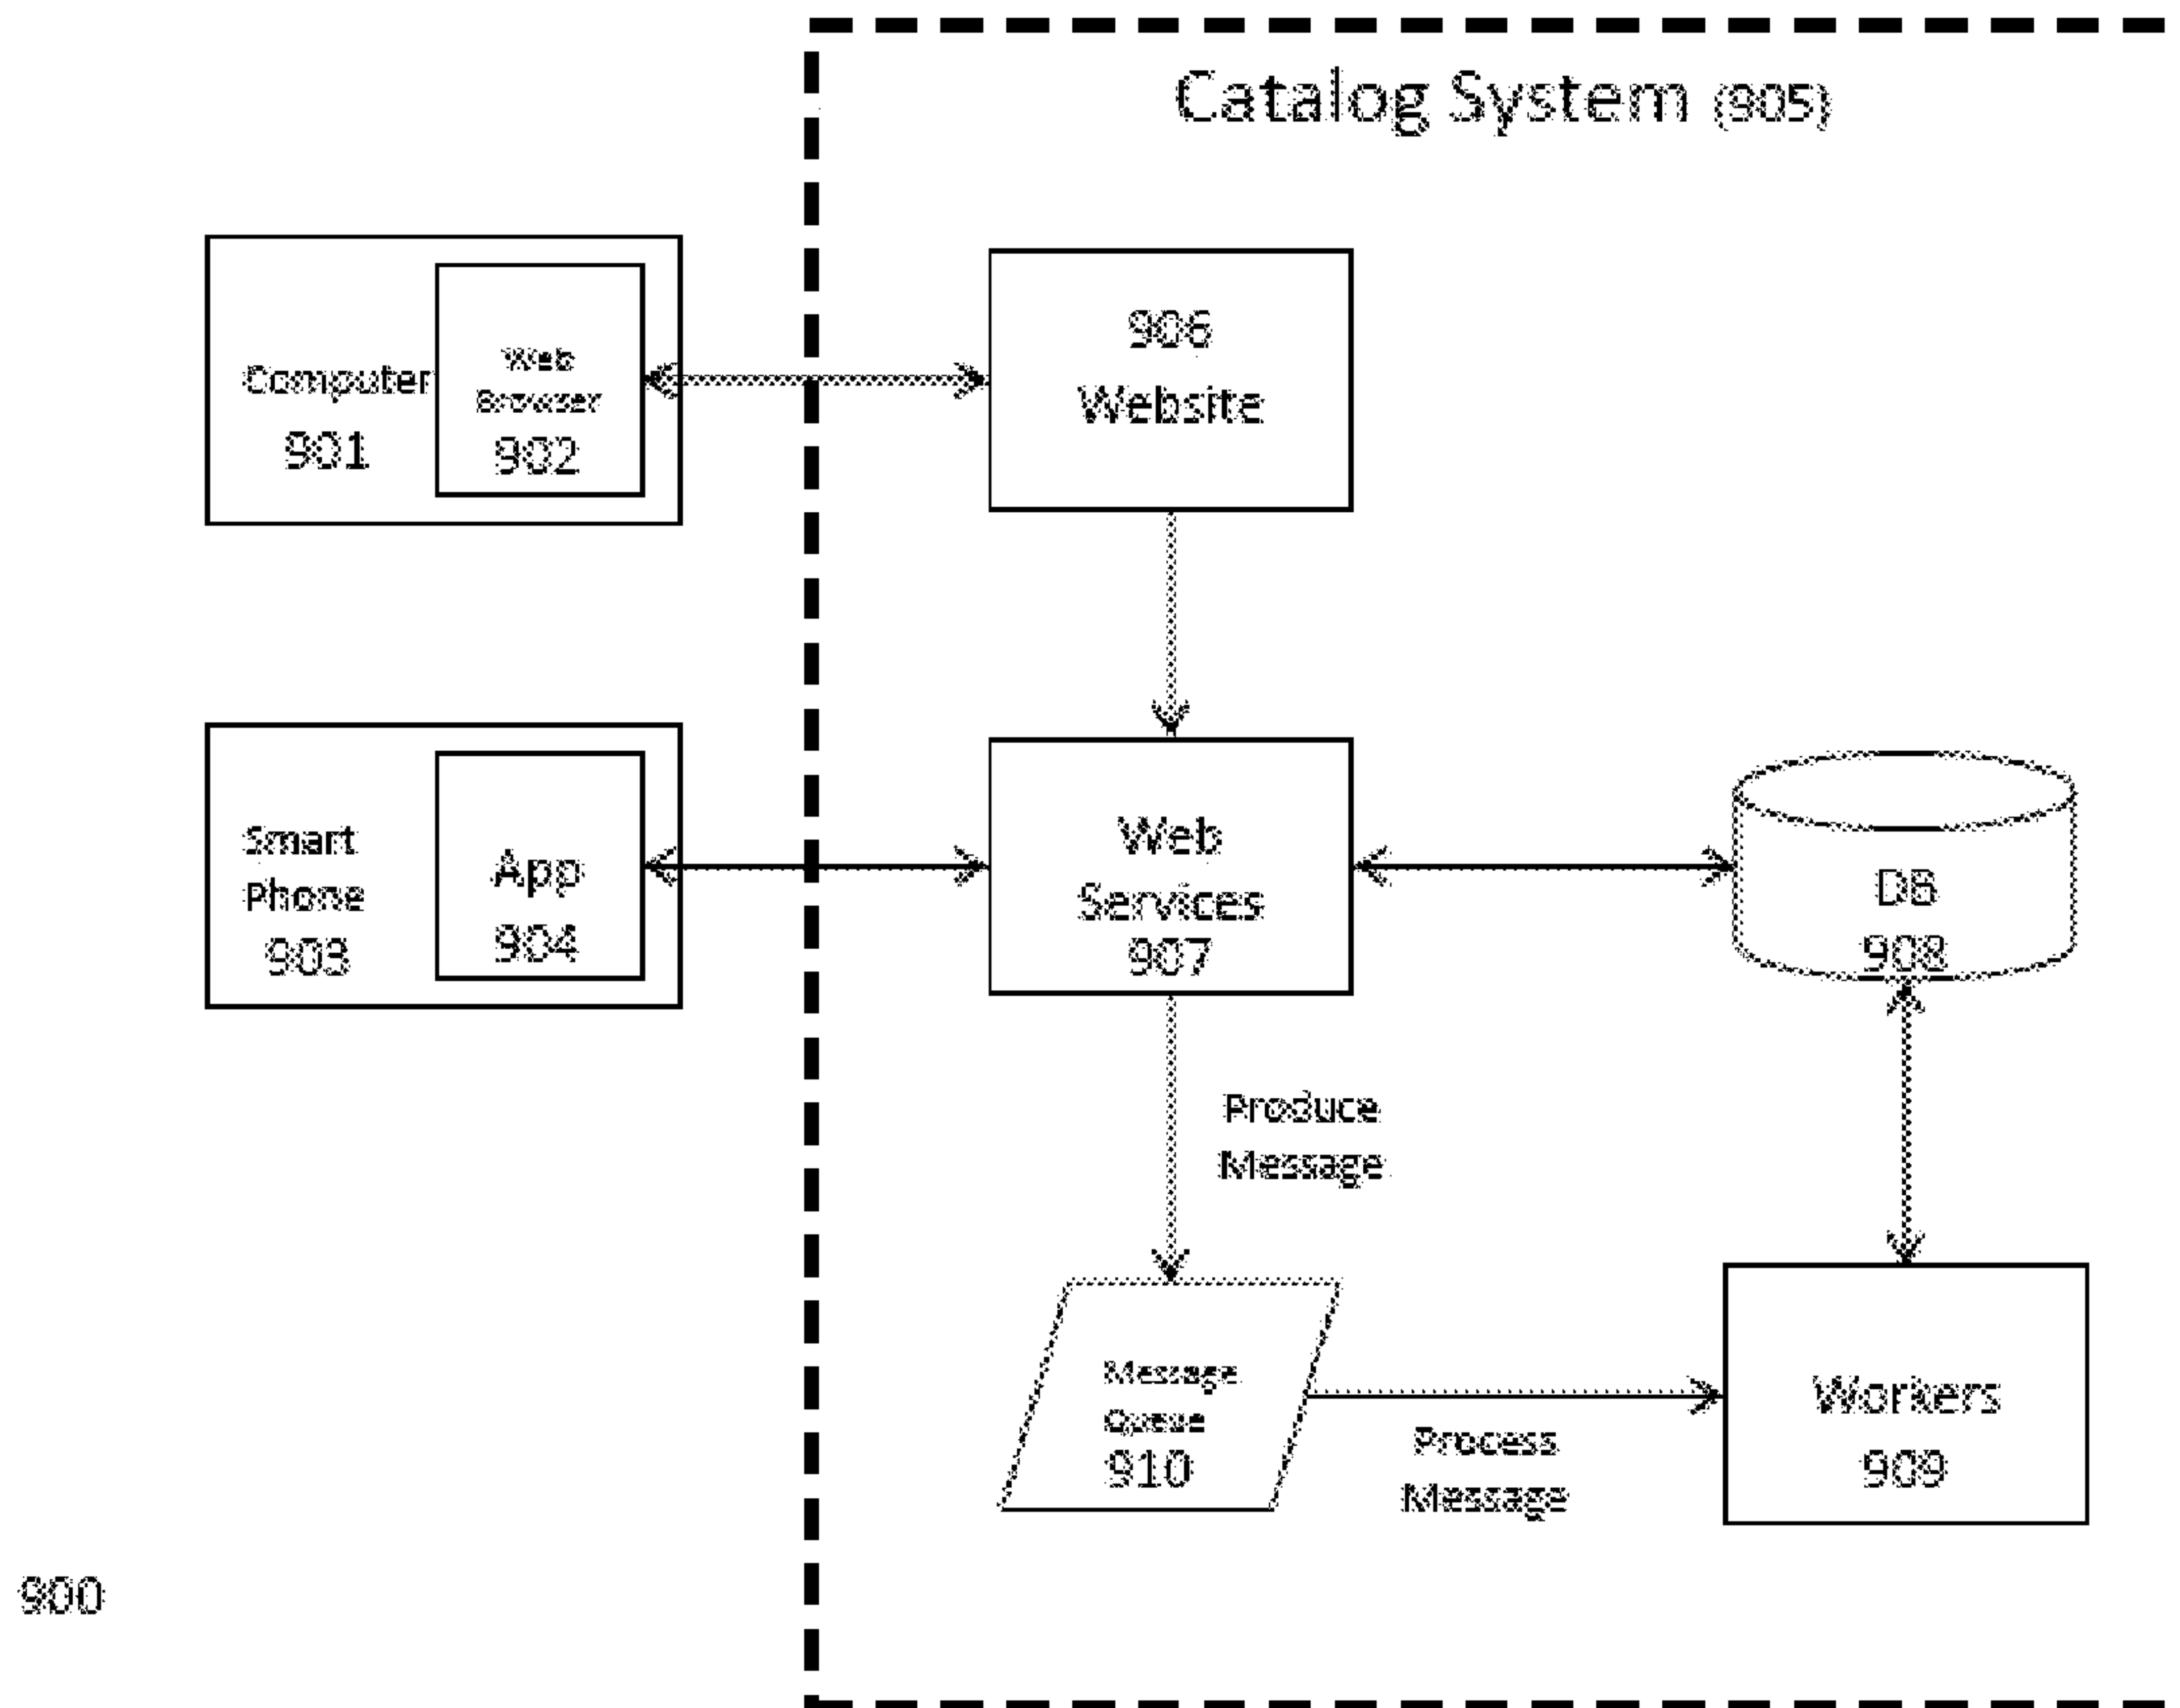 Catalog System (905)
Computer
901
Web
Browser
902
906
Website
Smart
Phone
903
App
904
Web
Services
907
DB
908
Produce
Message
Message
Queue
910
Process
Message
Workers
909
900